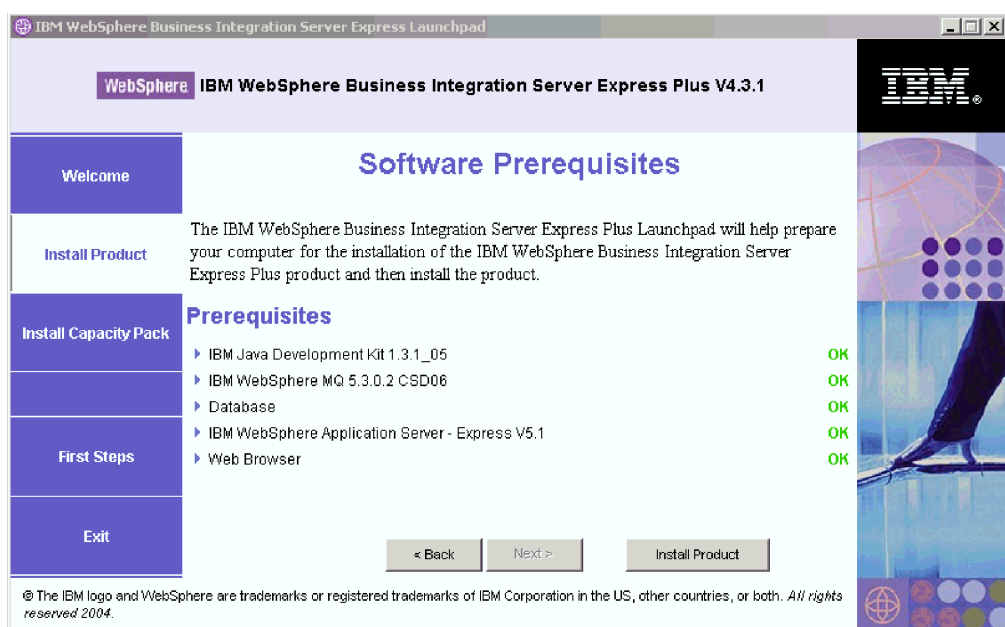 IBM WebSphere Business Integration Server Express Launchpad
WebSphere IBM WebSphere Business Integration Server Express Plus V4.3.1
IBM®
Welcome
Install Product
Install Capacity Pack
First Steps
Exit
Software Prerequisites
The IBM WebSphere Business Integration Server Express Plus Launchpad will help prepare
your computer for the installation of the IBM WebSphere Business Integration Server
Express Plus product and then install the product.
Prerequisites
IBM Java Development Kit 1.3.1_05 OK
IBM WebSphere MQ 5.3.0.2 CSD06 OK
Database OK
IBM WebSphere Application Server - Express V5.1 OK
Web Browser OK
< Back Next > Install Product
© The IBM logo and WebSphere are trademarks or registered trademarks of IBM Corporation in the US, other countries, or both. All rights
reserved 2004.